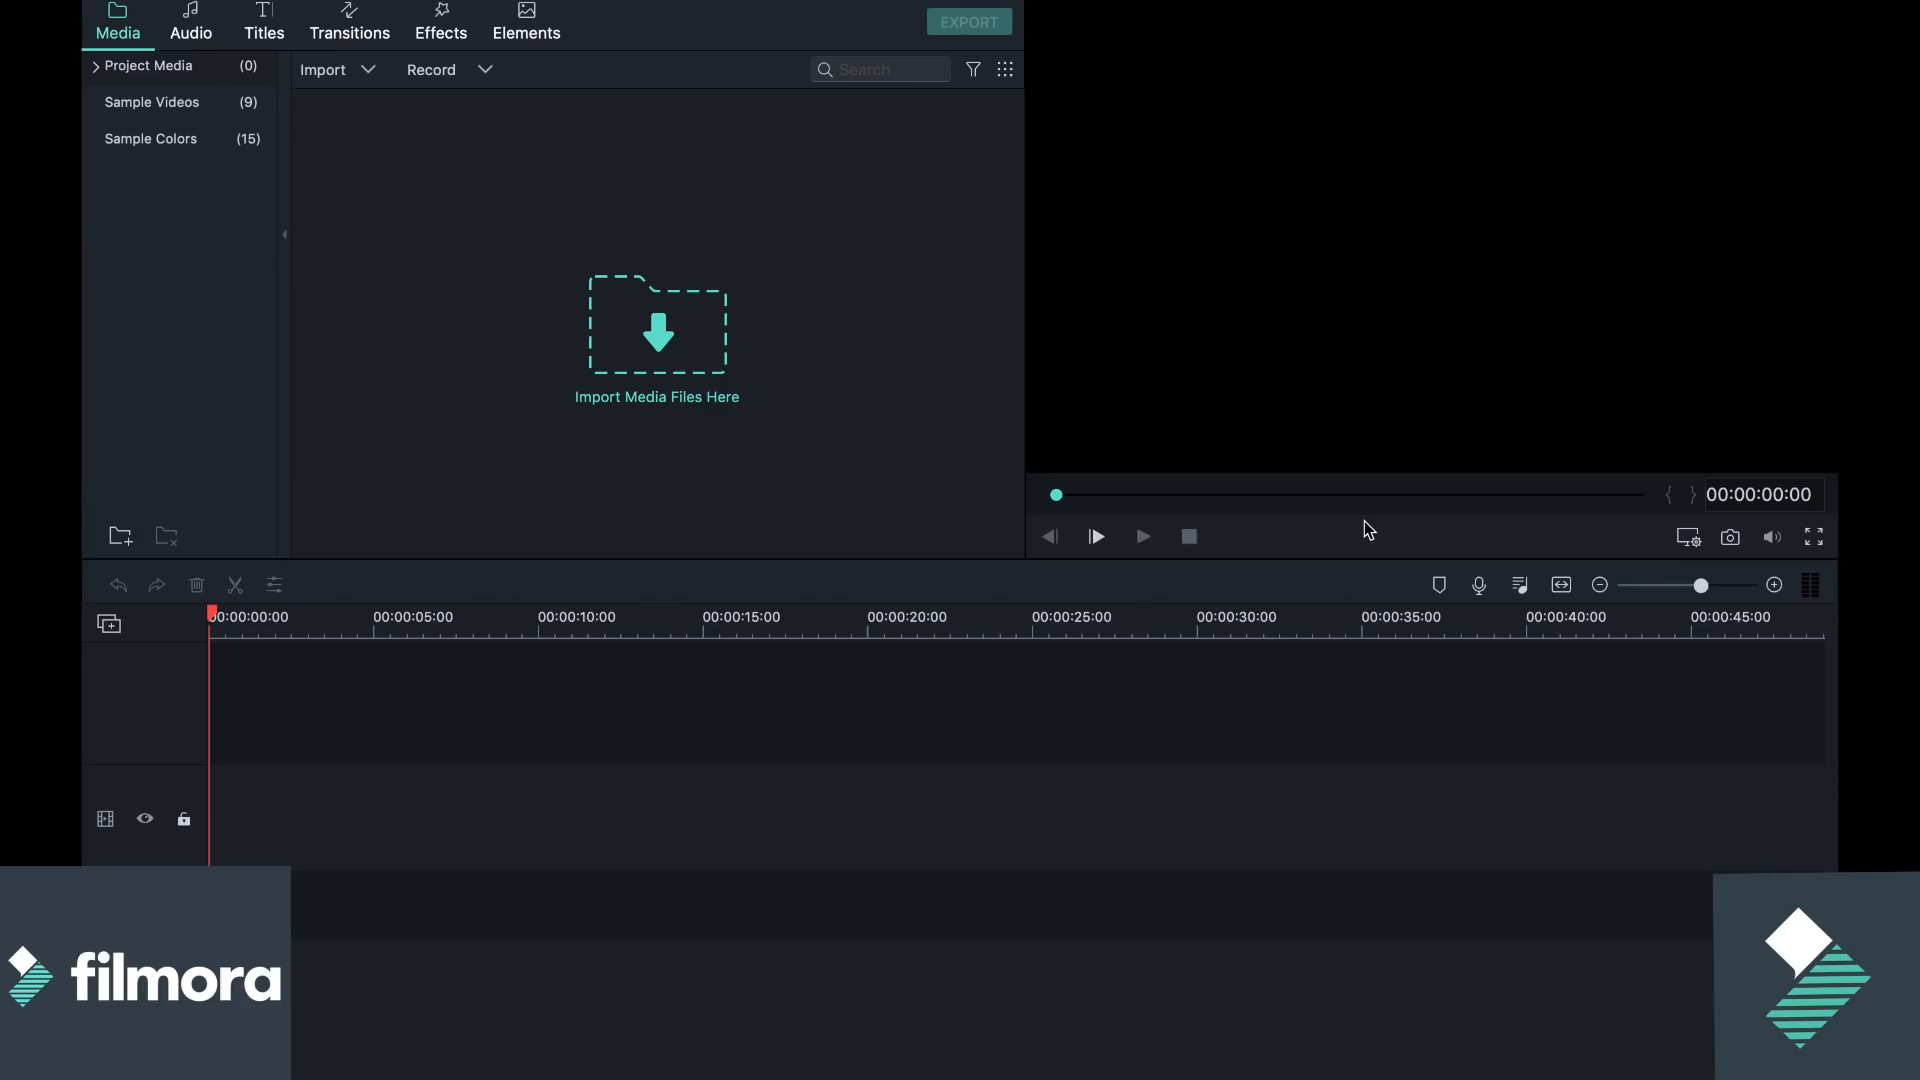 Media
Audio
Titles
Transitions
Effects
Elements
EXPORT
Project Media (0)
Import
Record
Search
Sample Videos (9)
Sample Colors (15)
Import Media Files Here
00:00:00:00
00:00:00:00 00:00:05:00 00:00:10:00 00:00:15:00 00:00:20:00 00:00:25:00 00:00:30:00 00:00:35:00 00:00:40:00 00:00:45:00
filmora